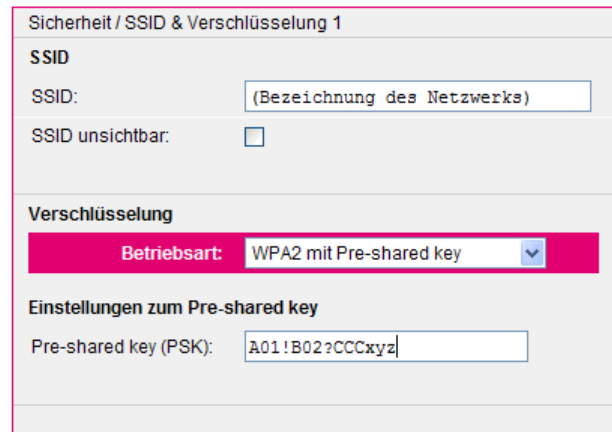 Sicherheit / SSID & Verschlüsselung 1
SSID
SSID: (Bezeichnung des Netzwerks)
SSID unsichtbar:
Verschlüsselung
Betriebsart: WPA2 mit Pre-shared key
Einstellungen zum Pre-shared key
Pre-shared key (PSK): A01!B02?CCCxyz